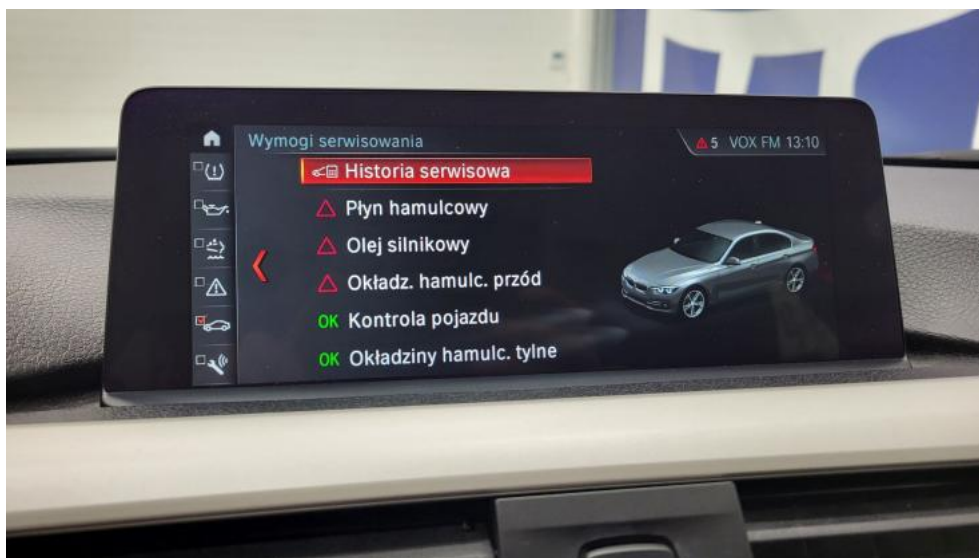 Wymogi serwisowania
5 VOX FM 13:10
Historia serwisowa
Płyn hamulcowy
Olej silnikowy
Okładz. hamulc. przód
OK Kontrola pojazdu
OK Okładziny hamulc. tylne